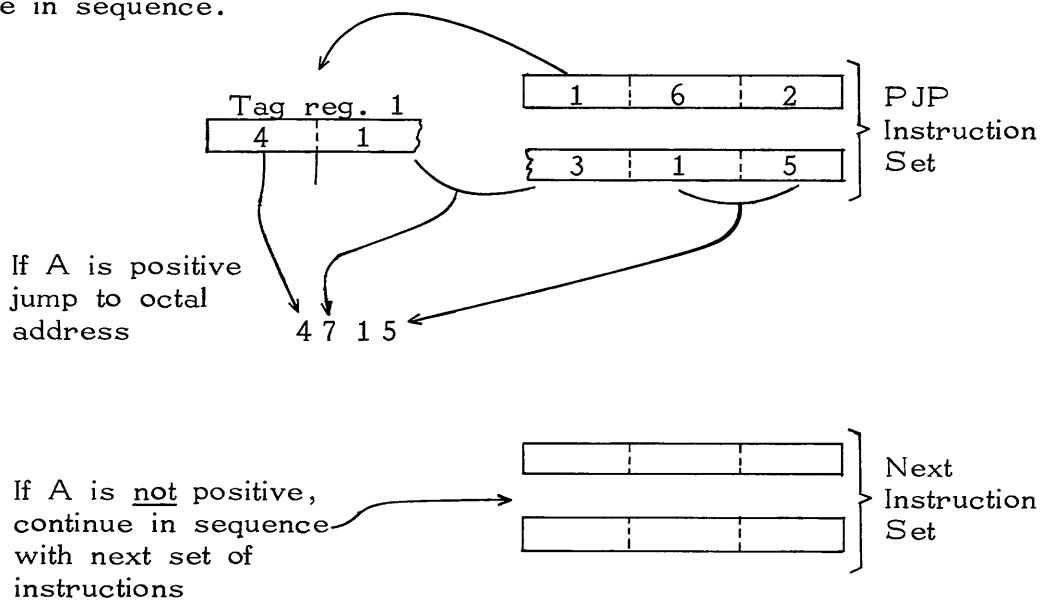 e in sequence.
Tag reg. 1
4 1
1 6 2
3 1 5
PJP
Instruction
Set
If A is positive
jump to octal
address
4 7 1 5
If A is not positive,
continue in sequence
with next set of
instructions
Next
Instruction
Set